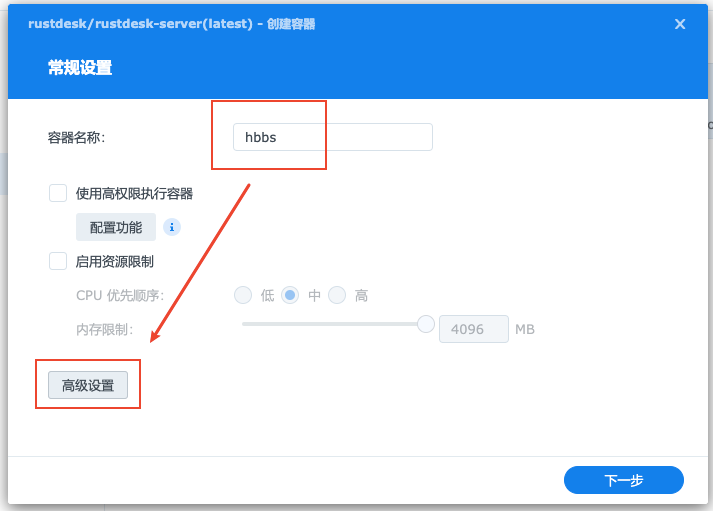 rustdesk/rustdesk-server(latest) - 创建容器
常规设置
容器名称: hbbs
使用高权限执行容器
配置功能
启用资源限制
CPU 优先顺序: 低 中 高
内存限制: 4096 MB
高级设置
下一步